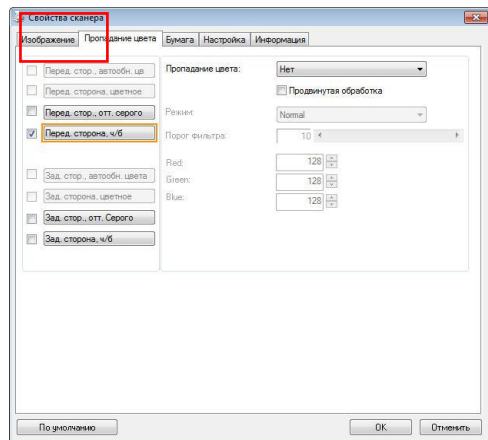 Свойства сканера
Изображение Пропадание цвета Бумага Настройка Информация
Перед. стор., автообн. цв
Перед. сторона, цветное
Перед. стор., отт. серого
Перед. сторона, ч/б
Зад. стор., автообн. цвета
Зад. сторона, цветное
Зад. стор., отт. Серого
Зад. сторона, ч/б
Пропадание цвета: Нет
Продвинутая обработка
Режим: Normal
Порог фильтра: 10
Red: 128
Green: 128
Blue: 128
По умолчанию OK Отменить